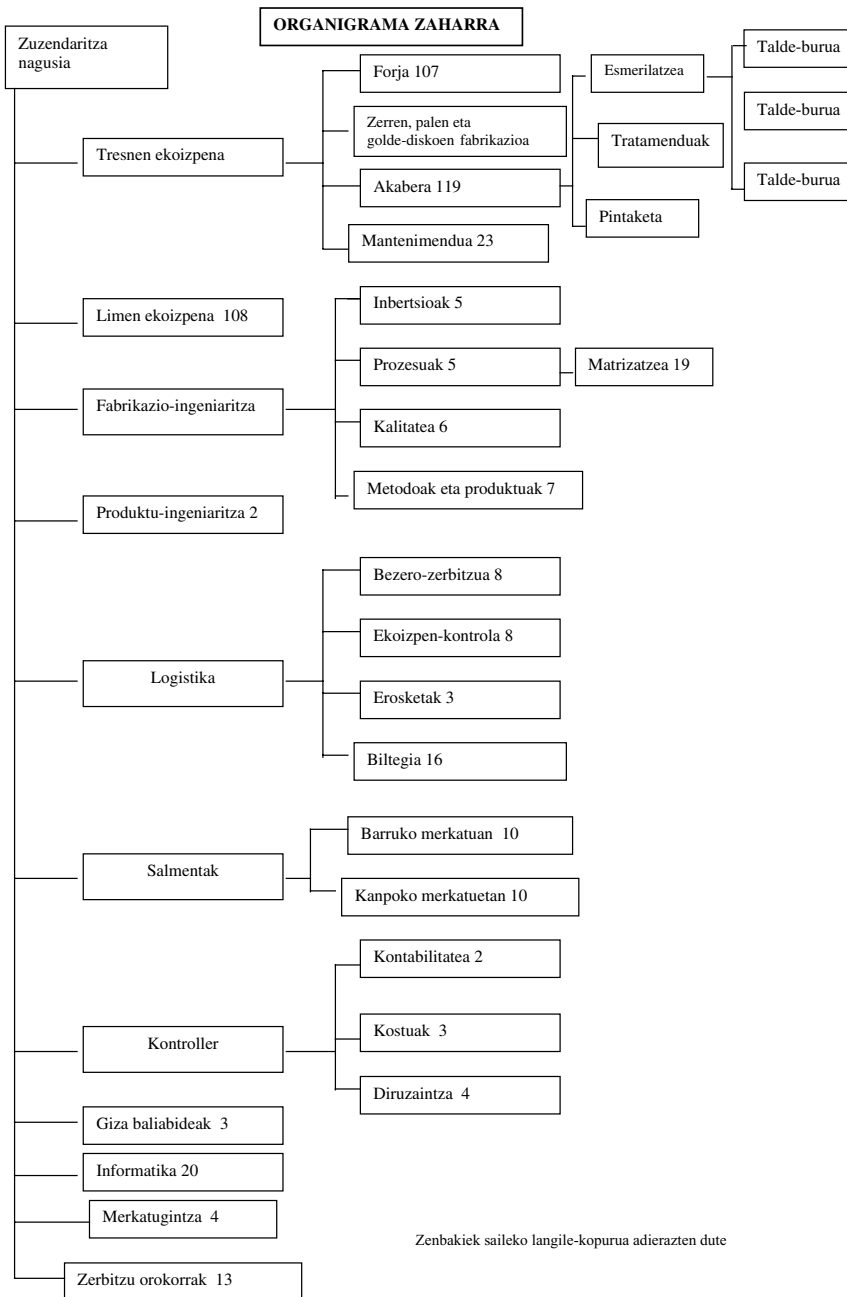 ORGANIGRAMA ZAHARRA
Zuzendaritza
nagusia
Tresnen ekoizpena
Forja 107
Zerren, palen eta
golde-diskoen fabrikazioa
Akabera 119
Mantenimendua 23
Esmerilatzea
Tratamenduak
Pintaketa
Talde-burua
Talde-burua
Talde-burua
Limen ekoizpena 108
Fabrikazio-ingeniaritza
Inbertsioak 5
Prozesuak 5
Matrizatzea 19
Kalitatea 6
Metodoak eta produktuak 7
Produktu-ingeniaritza 2
Logistika
Bezero-zerbitzua 8
Ekoizpen-kontrola 8
Erosketak 3
Biltegia 16
Salmentak
Barruko merkatuan 10
Kanpoko merkatuetan 10
Kontroller
Kontabilitatea 2
Kostuak 3
Diruzaintza 4
Giza baliabideak 3
Informatika 20
Merkatugintza 4
Zerbitzu orokorrak 13
Zenbakiek saileko langile-kopurua adierazten dute